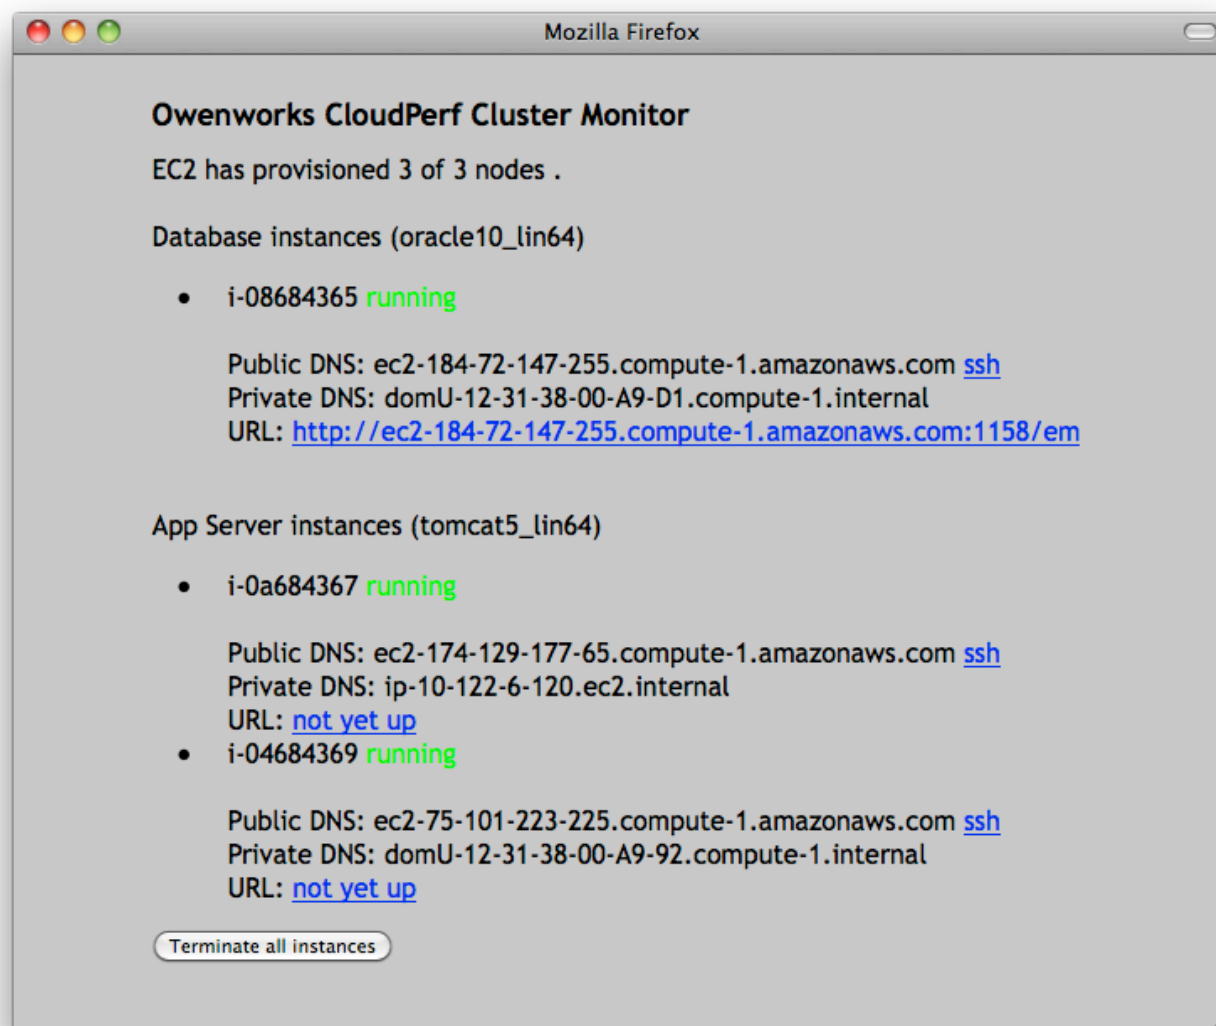 Mozilla Firefox
Owenworks CloudPerf Cluster Monitor
EC2 has provisioned 3 of 3 nodes .
Database instances (oracle10_lin64)
• i-08684365 running
Public DNS: ec2-184-72-147-255.compute-1.amazonaws.com ssh
Private DNS: domU-12-31-38-00-A9-D1.compute-1.internal
URL: http://ec2-184-72-147-255.compute-1.amazonaws.com:1158/em
App Server instances (tomcat5_lin64)
• i-0a684367 running
Public DNS: ec2-174-129-177-65.compute-1.amazonaws.com ssh
Private DNS: ip-10-122-6-120.ec2.internal
URL: not yet up
• i-04684369 running
Public DNS: ec2-75-101-223-225.compute-1.amazonaws.com ssh
Private DNS: domU-12-31-38-00-A9-92.compute-1.internal
URL: not yet up
Terminate all instances